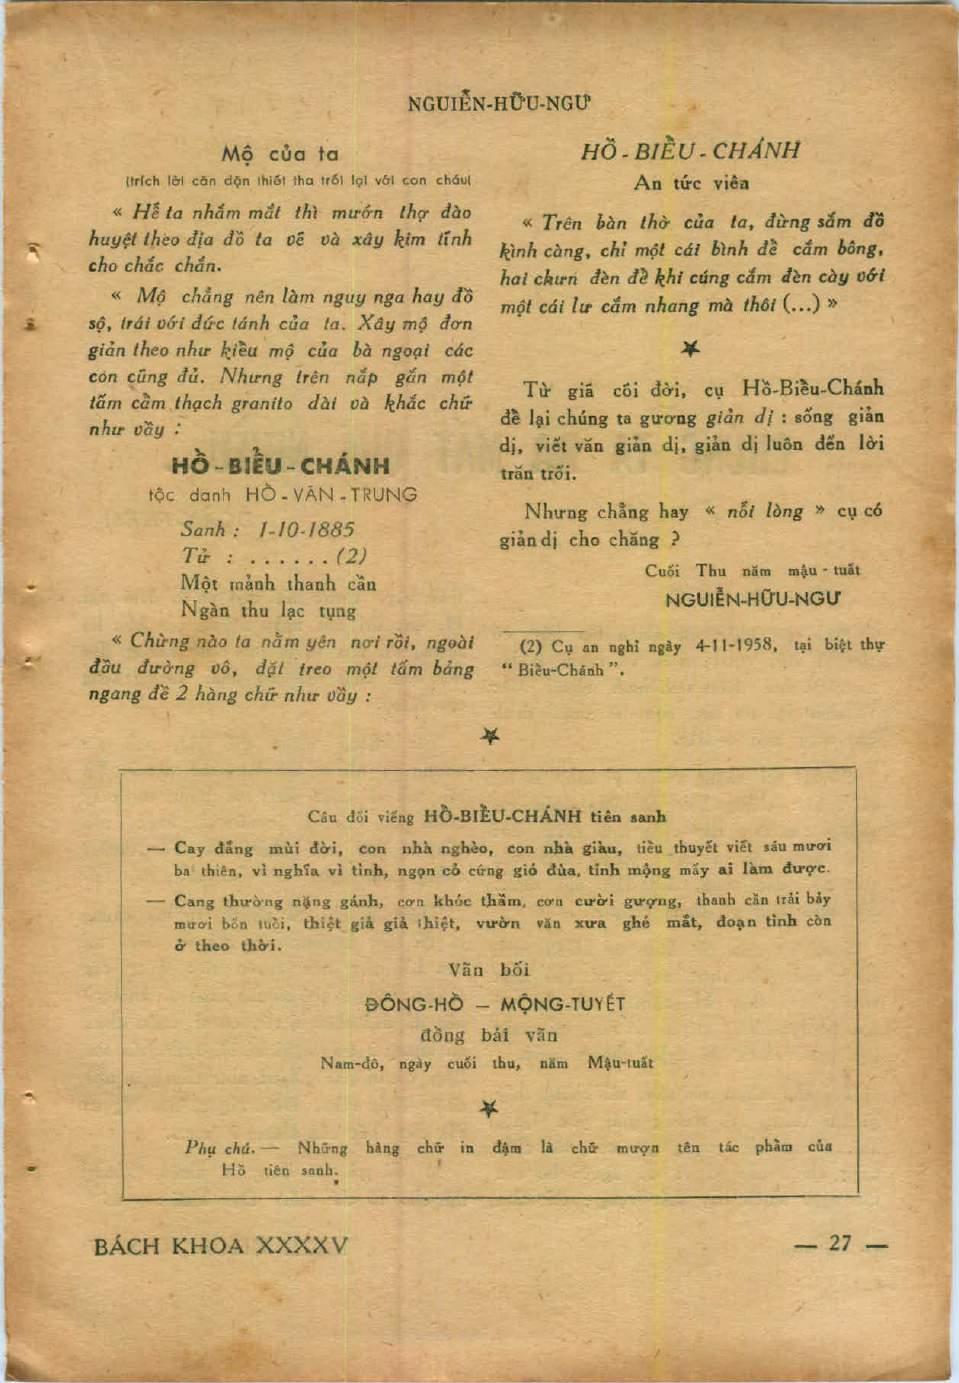 NGUIỄN-HỮU-NGƯ
Mộ của ta
(trích lời căn dặn thiết tha trối lại với con cháu(
« Hễ ta nhắm mắt thì mướn thợ đào
huyệt theo địa đồ ta vẽ và xây kim tĩnh
cho chắc chắn.
« Mộ chẳng nên làm nguy nga hay đồ
sộ, trái với đức tánh của ta. Xây mộ đơn
giản theo như kiểu mộ của bà ngoại các
con cũng đủ. Nhưng trên nắp gắn một
tấm cẩm thạch granito dài và khắc chữ
như vầy :
HỒ - BIỂU - CHÁNH
tộc danh HỒ - VĂN - TRUNG
Sanh : 1-10-1885
Tử : . . . . . . (2)
Một mảnh thanh cần
Ngàn thu lạc tụng
« Chừng nào ta nằm yên nơi rồi, ngoài
đầu đường vô, đặt treo một tấm bảng
ngang đề 2 hàng chữ như vầy :
HỒ - BIỂU - CHÁNH
An tức viên
« Trên bàn thờ của ta, đừng sắm đồ
kình càng, chỉ một cái bình để cắm bông,
hai chưn đèn để khi cúng cắm đèn cầy với
một cái lư cắm nhang mà thôi (...) »
Từ giã cõi đời, cụ Hồ-Biểu-Chánh
để lại chúng ta gương giản dị : sống giản
dị, viết văn giản dị, giản dị luôn đến lời
trăn trối.
Nhưng chẳng hay « nỗi lòng » cụ có
giản dị cho chăng ?
Cuối Thu năm mậu - tuất
NGUIỄN-HỮU-NGƯ
(2) Cụ an nghỉ ngày 4-11-1958, tại biệt thự
“ Biểu-Chánh ”.
Câu đối viếng HỒ-BIỂU-CHÁNH tiên sanh
— Cay đắng mùi đời, con nhà nghèo, con nhà giàu, tiểu thuyết viết sáu mươi
ba thiên, vì nghĩa vì tình, ngọn cỏ cứng gió đùa, tỉnh mộng mấy ai làm được.
— Cang thường nặng gánh, cơn khóc thầm, cơn cười gượng, thanh cần trải bảy
mươi bốn tuổi, thiệt giả giả thiệt, vườn văn xưa ghé mắt, đoạn tình còn
ở theo thời.
Vãn bối
ĐÔNG-HỒ — MỘNG-TUYẾT
đồng bái vãn
Nam-đô, ngày cuối thu, năm Mậu-tuất
Phụ chú. — Những hàng chữ in đậm là chữ mượn tên tác phẩm của
Hồ tiên sanh.
BÁCH KHOA XXXXV
— 27 —